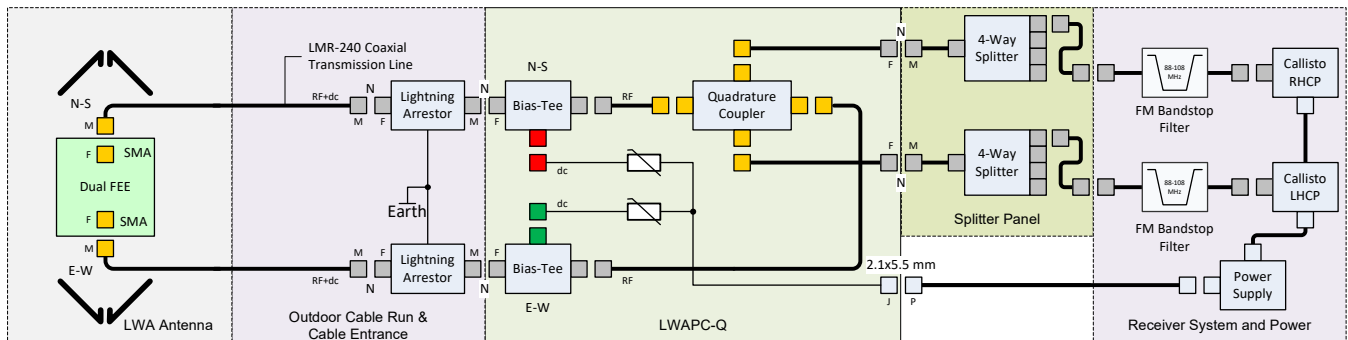 LMR-240 Coaxial
Transmission Line
N-S
M
F
SMA
Dual FEE
F
SMA
M
E-W
LWA Antenna
RF+dc
N
M
F
Lightning
Arrestor
N
M
F
Earth
RF+dc
M
F
N
Lightning
Arrestor
M
F
N
Outdoor Cable Run &
Cable Entrance
N-S
Bias-Tee
RF
dc
dc
Bias-Tee
RF
E-W
Quadrature
Coupler
LWAPC-Q
N
F
M
F
M
N
2.1x5.5 mm
J
P
4-Way
Splitter
4-Way
Splitter
Splitter Panel
88-108
MHz
FM Bandstop
Filter
88-108
MHz
FM Bandstop
Filter
Callisto
RHCP
Callisto
LHCP
Power
Supply
Receiver System and Power